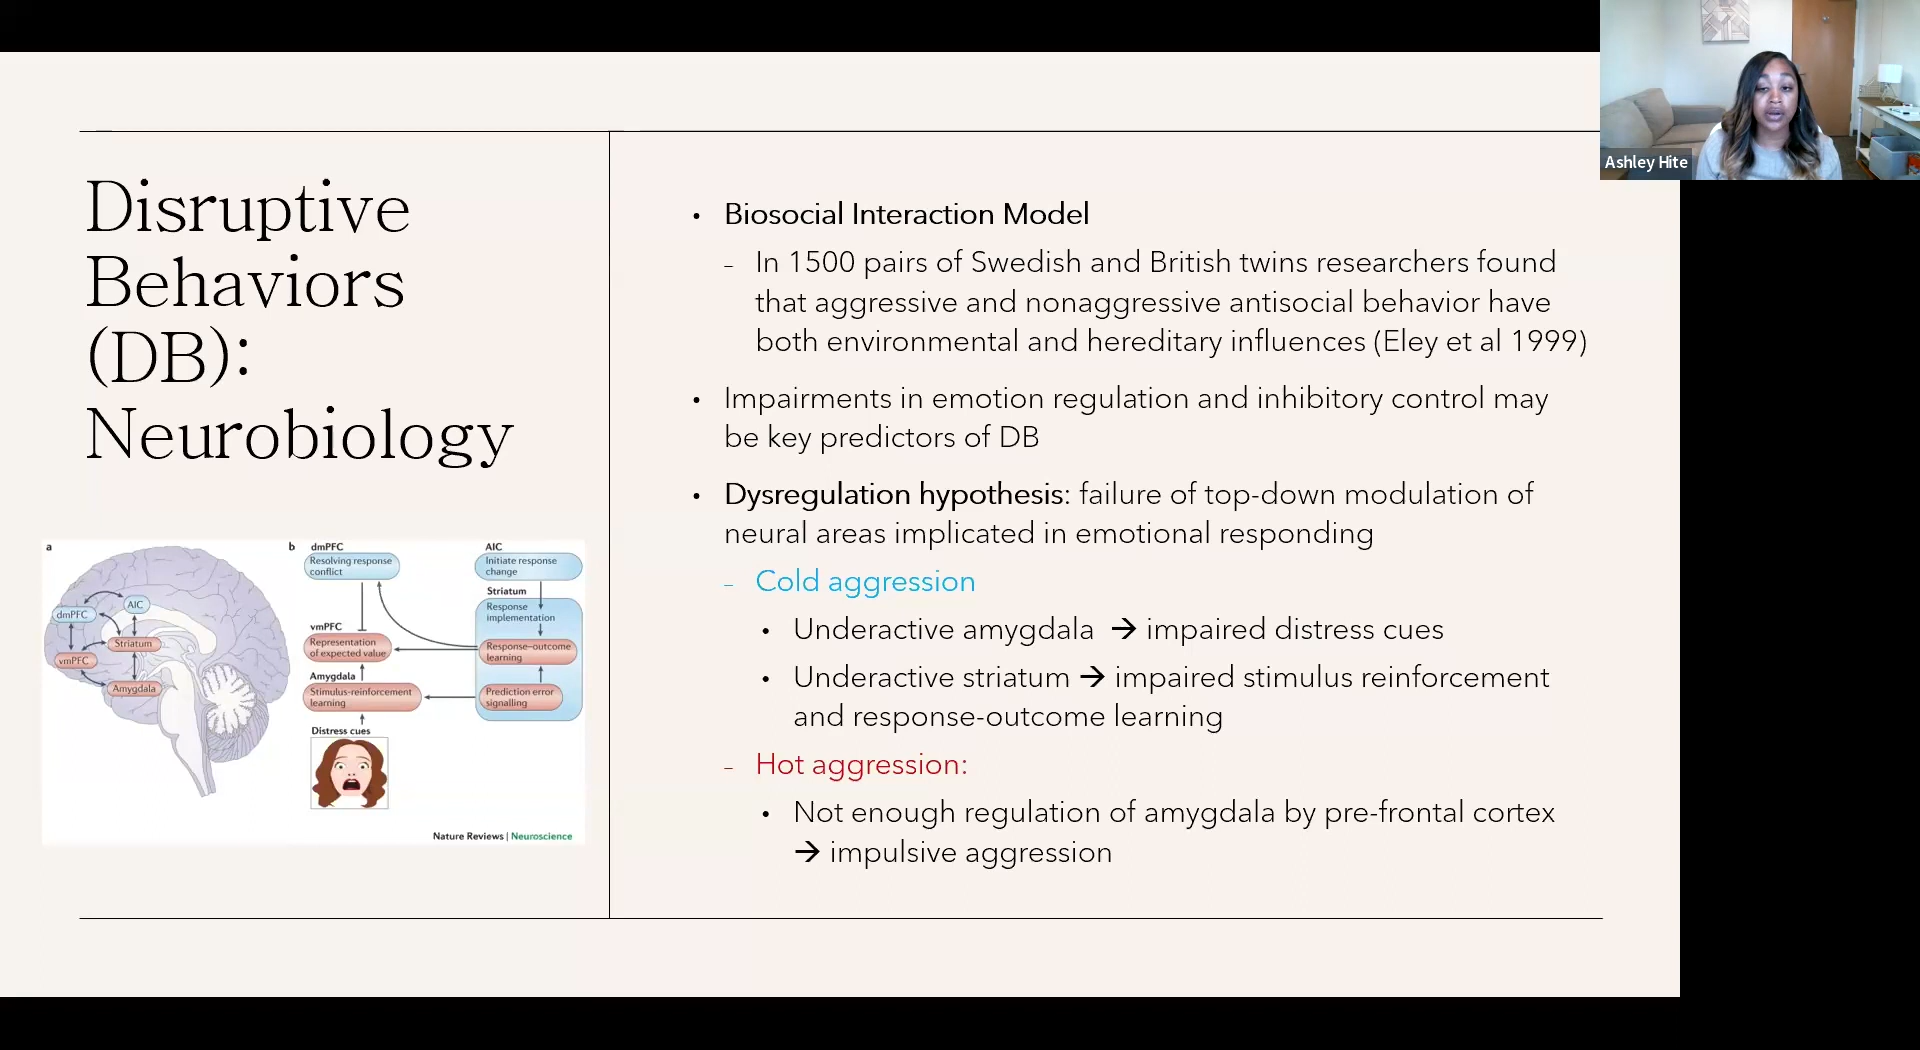 Ashley Hite
Disruptive
Behaviors
(DB):
Neurobiology
• Biosocial Interaction Model
– In 1500 pairs of Swedish and British twins researchers found
that aggressive and nonaggressive antisocial behavior have
both environmental and hereditary influences (Eley et al 1999)
• Impairments in emotion regulation and inhibitory control may
be key predictors of DB
• Dysregulation hypothesis: failure of top-down modulation of
neural areas implicated in emotional responding
– Cold aggression
• Underactive amygdala → impaired distress cues
• Underactive striatum → impaired stimulus reinforcement
and response-outcome learning
– Hot aggression:
• Not enough regulation of amygdala by pre-frontal cortex
→ impulsive aggression
a
dmPFC
AIC
Striatum
vmPFC
Amygdala
b
dmPFC
Resolving response
conflict
AIC
Initiate response
change
Striatum
Response
implementation
vmPFC
Representation
of expected value
Response–outcome
learning
Amygdala
Stimulus-reinforcement
learning
Prediction error
signalling
Distress cues
Nature Reviews | Neuroscience